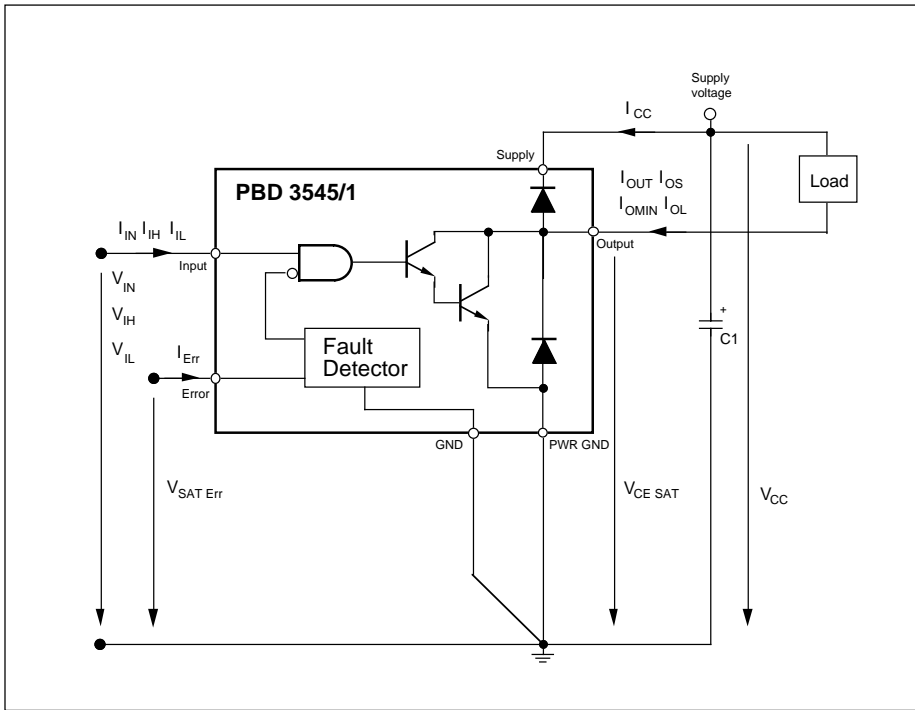 Supply
voltage
I CC
Supply
PBD 3545/1
I OUT I OS
I OMIN I OL
Load
I IN I IH I IL
Input
Output
V IN
V IH
V IL
+
C1
I Err
Error
Fault
Detector
GND
PWR GND
V SAT Err
V CE SAT
V CC